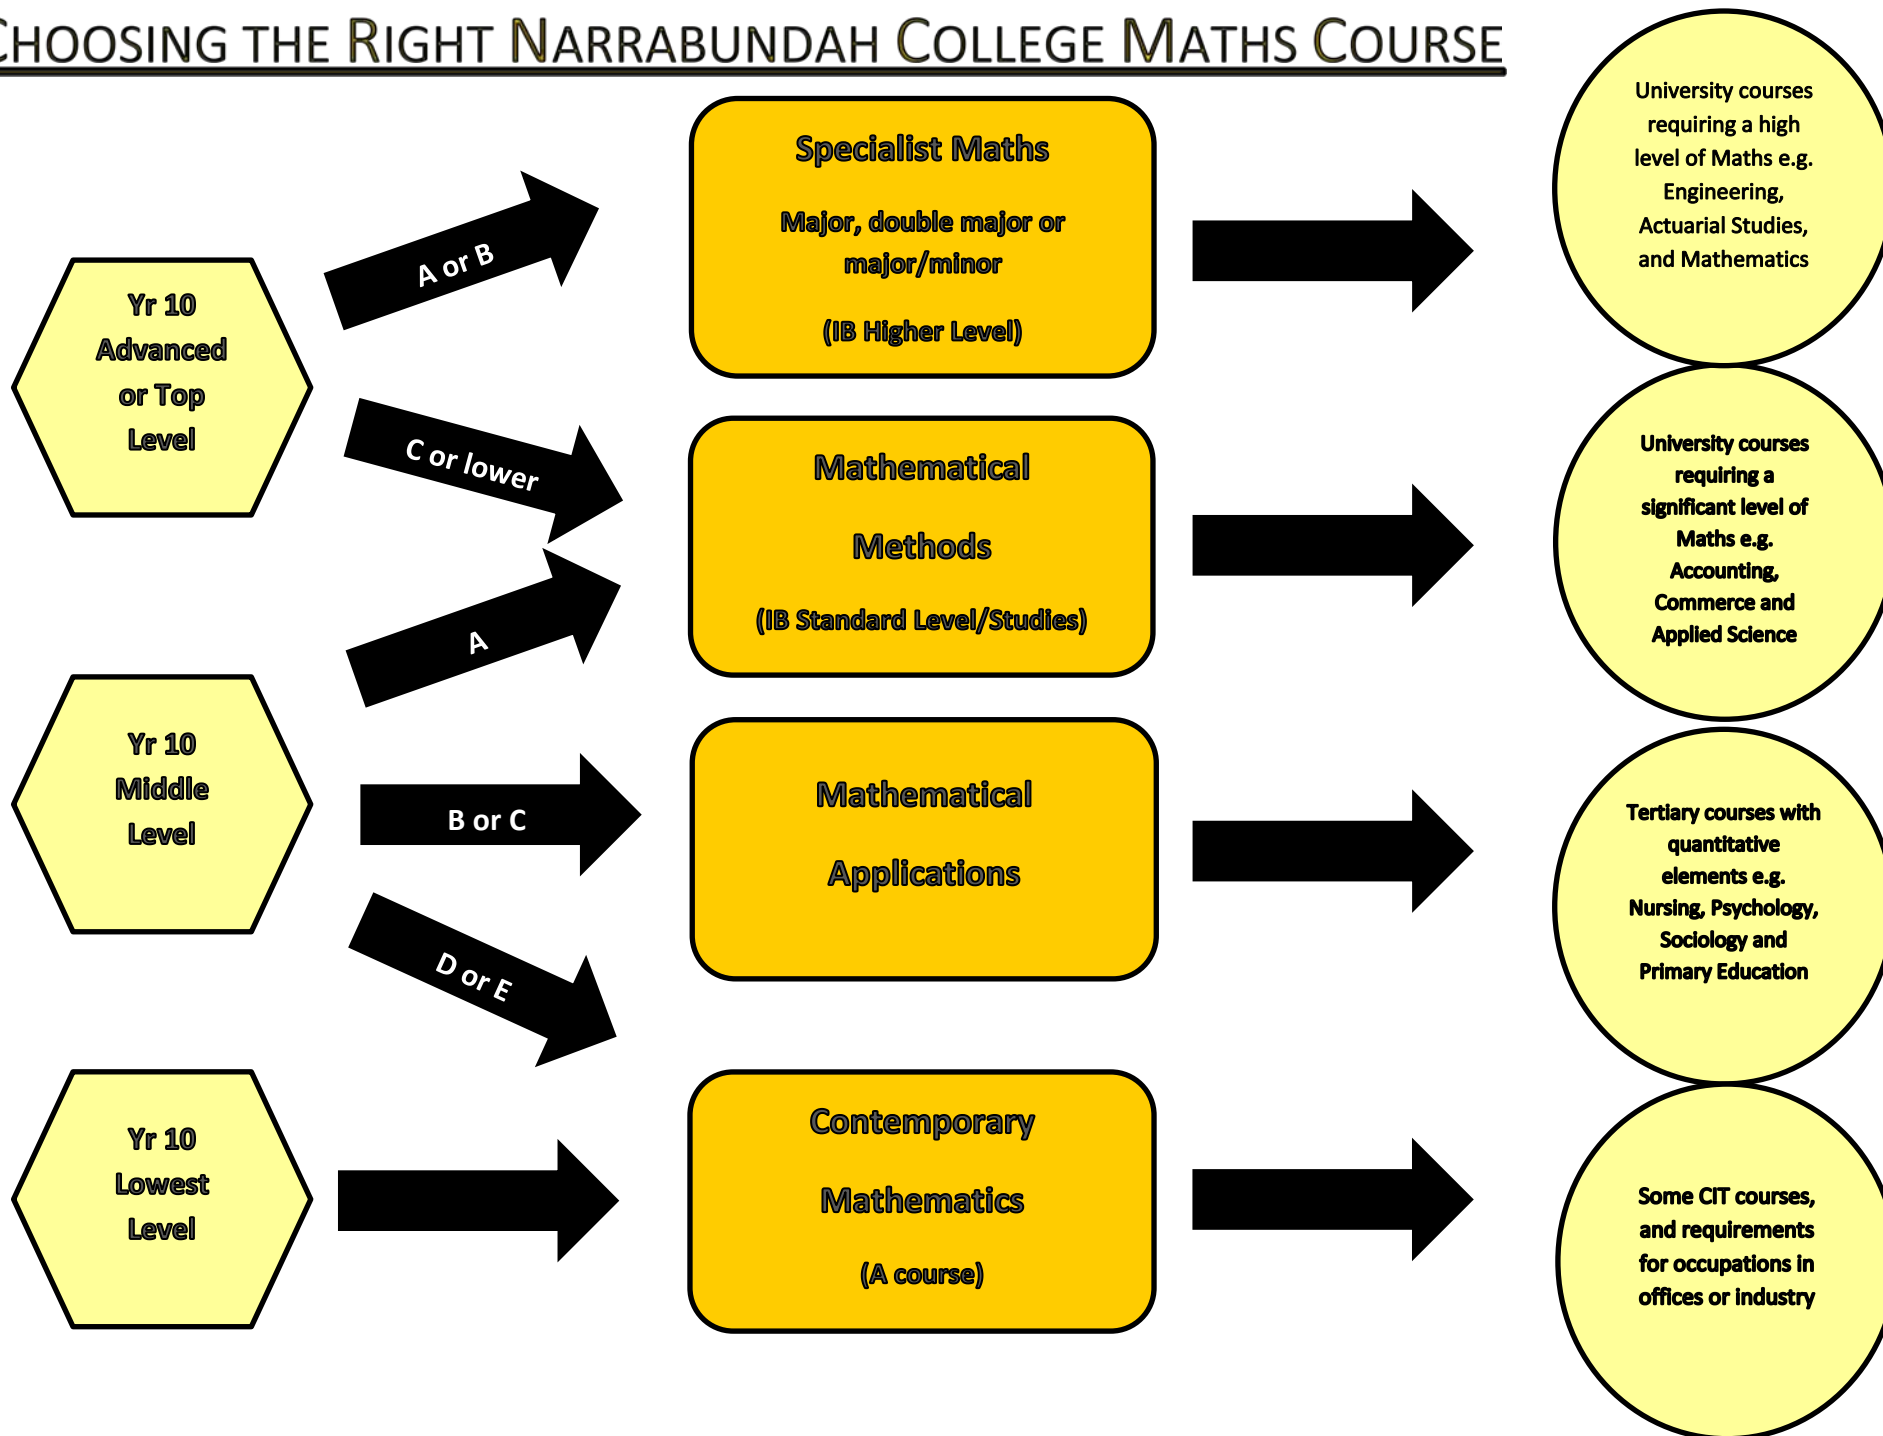 CHOOSING THE RIGHT NARRABUNDAH COLLEGE MATHS COURSE
Yr 10
Advanced
or Top
Level
A or B
C or lower
Specialist Maths
Major, double major or
major/minor
(IB Higher Level)
University courses
requiring a high
level of Maths e.g.
Engineering,
Actuarial Studies,
and Mathematics
Mathematical
Methods
(IB Standard Level/Studies)
University courses
requiring a
significant level of
Maths e.g.
Accounting,
Commerce and
Applied Science
Yr 10
Middle
Level
A
B or C
D or E
Mathematical
Applications
Tertiary courses with
quantitative
elements e.g.
Nursing, Psychology,
Sociology and
Primary Education
Yr 10
Lowest
Level
Contemporary
Mathematics
(A course)
Some CIT courses,
and requirements
for occupations in
offices or industry